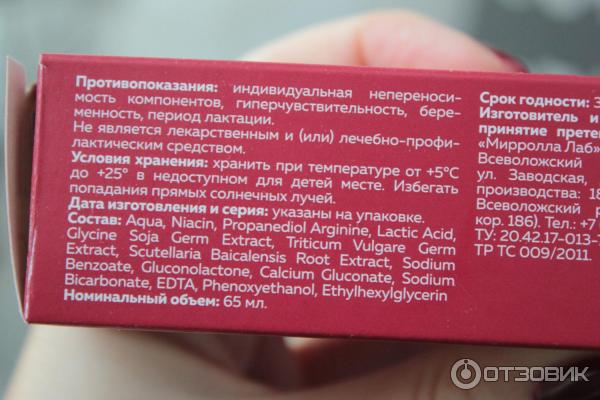 Противопоказания: индивидуальная непереноси-
мость компонентов, гиперчувствительность, бере-
менность, период лактации.
Не является лекарственным и (или) лечебно-профи-
лактическим средством.
Условия хранения: хранить при температуре от +5°C
до +25° в недоступном для детей месте. Избегать
попадания прямых солнечных лучей.
Дата изготовления и серия: указаны на упаковке.
Состав: Aqua, Niacin, Propanediol Arginine, Lactic Acid,
Glycine Soja Germ Extract, Triticum Vulgare Germ
Extract, Scutellaria Baicalensis Root Extract, Sodium
Benzoate, Gluconolactone, Calcium Gluconate, Sodium
Bicarbonate, EDTA, Phenoxyethanol, Ethylhexylglycerin
Номинальный объем: 65 мл.
Срок годности: 3
Изготовитель и
принятие прете
«Мирролла Лаб»
Всеволожский
ул. Заводская,
производства: 18
Всеволожский р
кор. 186). Тел.: +7
ТУ: 20.42.17-013-
ТР ТС 009/2011.
ОТЗОВИК